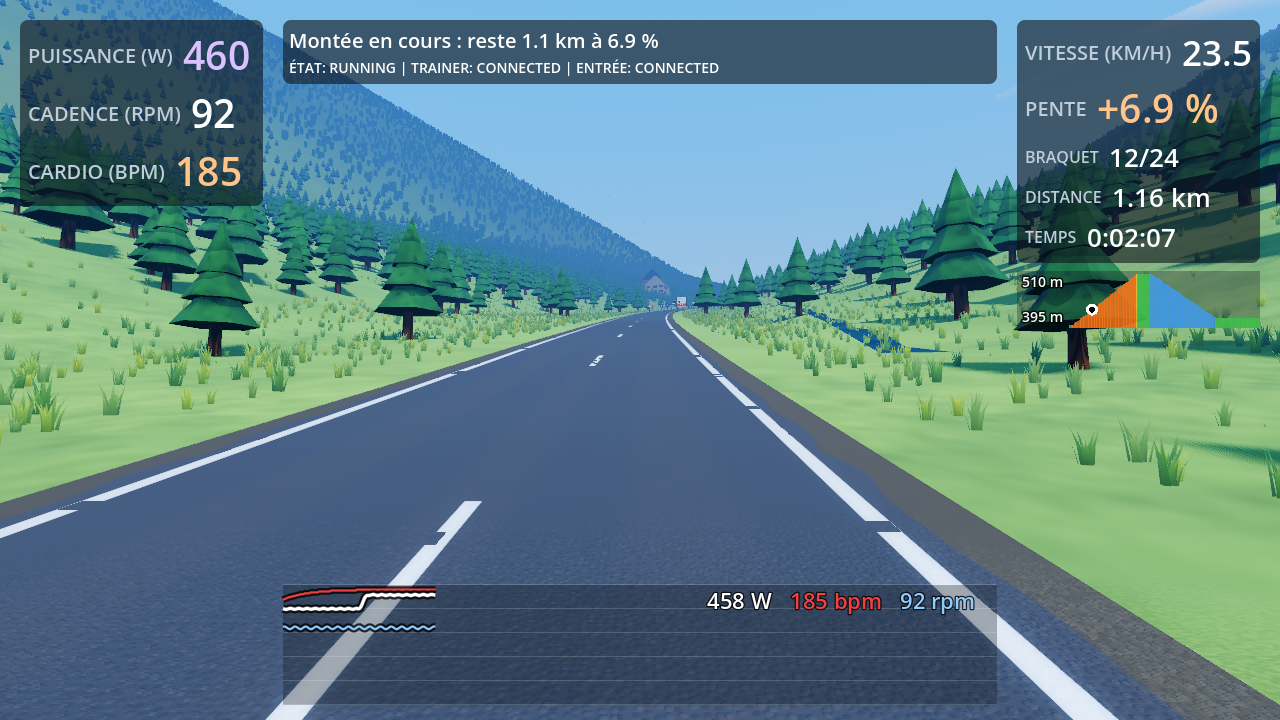 PUISSANCE (W) 460
CADENCE (RPM) 92
CARDIO (BPM) 185
Montée en cours : reste 1.1 km à 6.9 %
ÉTAT: RUNNING | TRAINER: CONNECTED | ENTRÉE: CONNECTED
VITESSE (KM/H) 23.5
PENTE +6.9 %
BRAQUET 12/24
DISTANCE 1.16 km
TEMPS 0:02:07
510 m
395 m
458 W 185 bpm 92 rpm